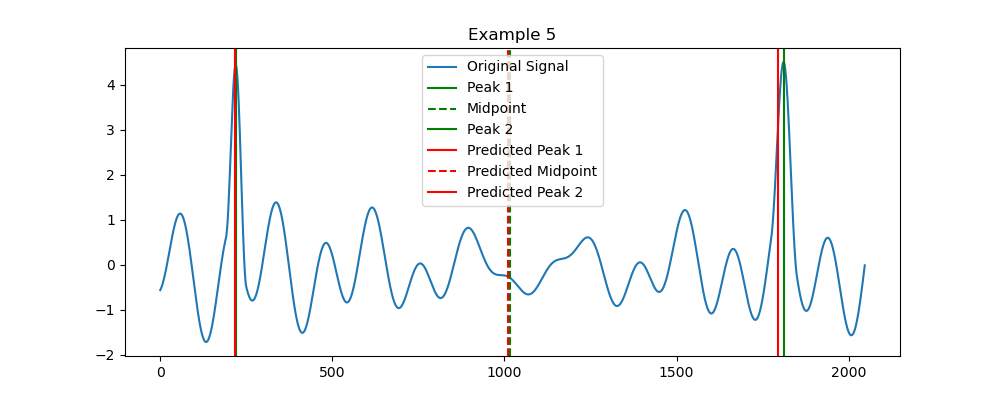 Example 5
Original Signal
Peak 1
Midpoint
Peak 2
Predicted Peak 1
Predicted Midpoint
Predicted Peak 2
4
3
2
1
0
−1
−2
0 500 1000 1500 2000